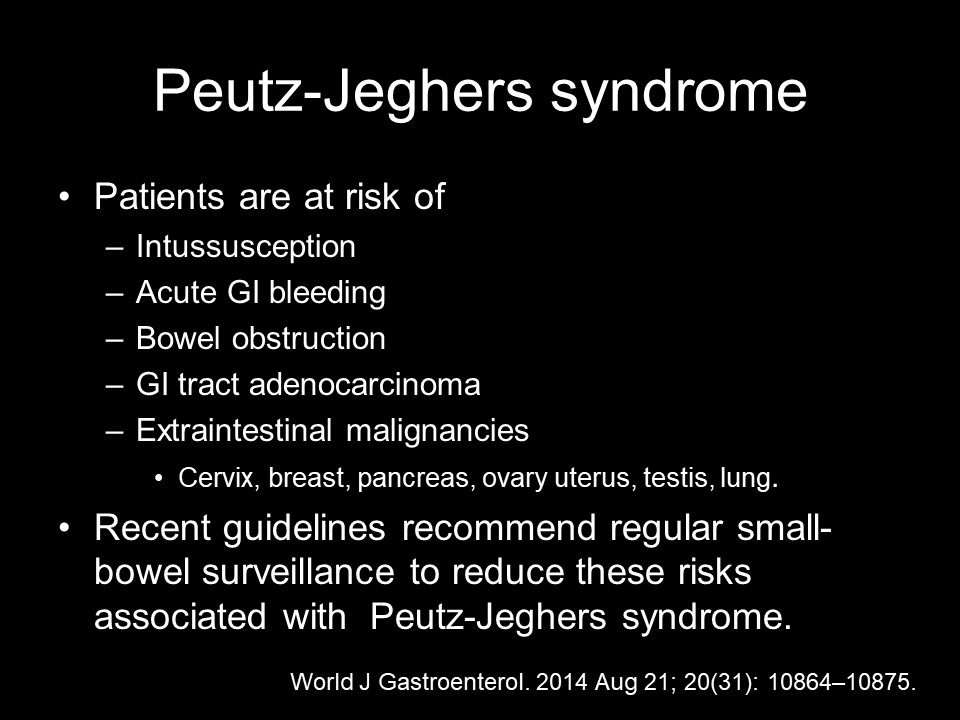 Peutz-Jeghers syndrome
• Patients are at risk of
– Intussusception
– Acute GI bleeding
– Bowel obstruction
– GI tract adenocarcinoma
– Extraintestinal malignancies
• Cervix, breast, pancreas, ovary uterus, testis, lung.
• Recent guidelines recommend regular small-
bowel surveillance to reduce these risks
associated with  Peutz-Jeghers syndrome.
World J Gastroenterol. 2014 Aug 21; 20(31): 10864–10875.